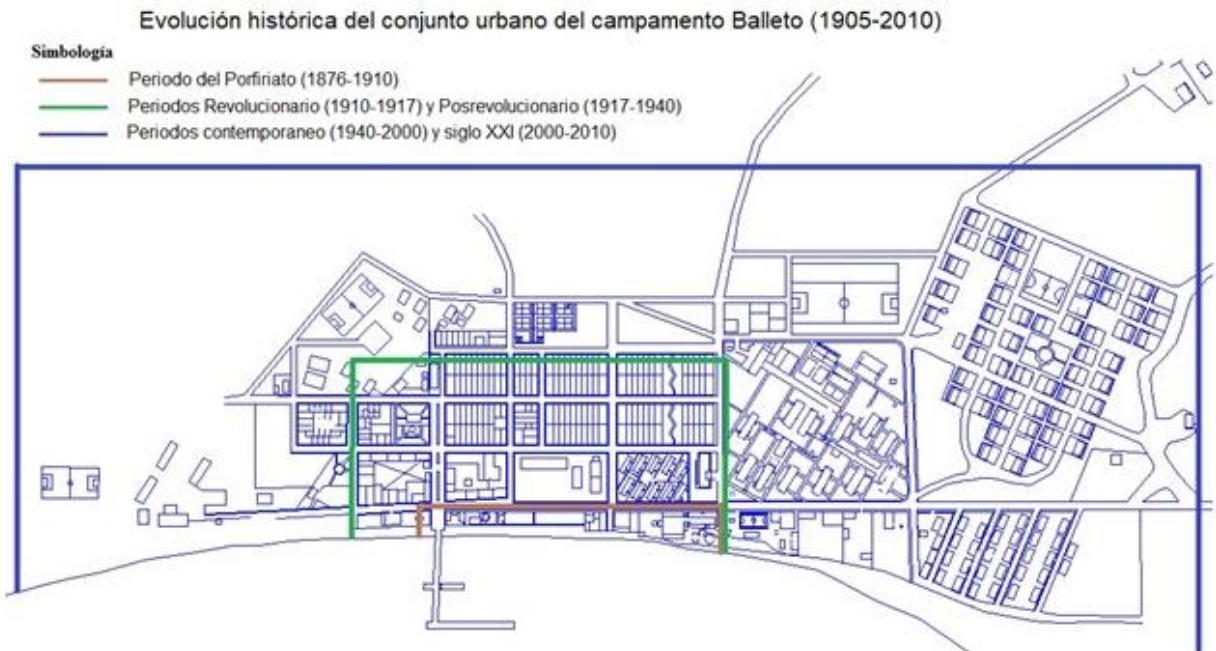 Evolución histórica del conjunto urbano del campamento Balleto (1905-2010)
Simbología
Periodo del Porfiriato (1876-1910)
Periodos Revolucionario (1910-1917) y Posrevolucionario (1917-1940)
Periodos contemporaneo (1940-2000) y siglo XXI (2000-2010)